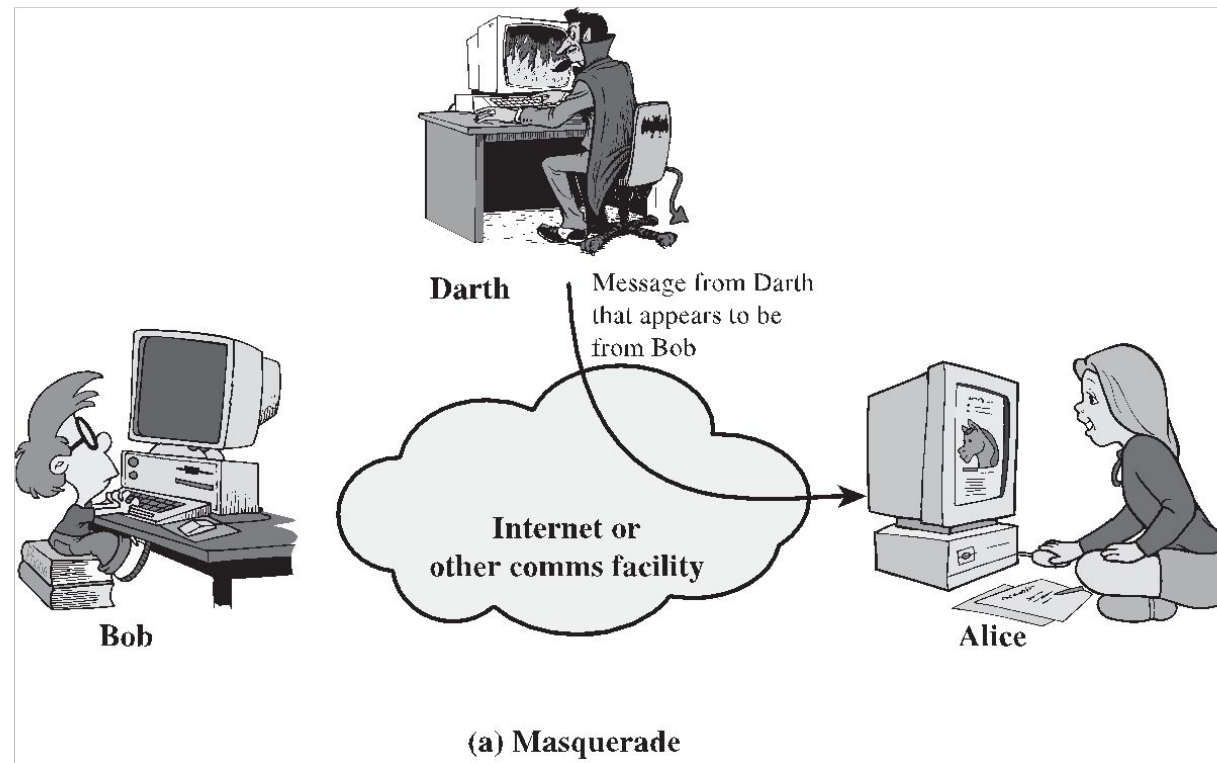 Darth
Message from Darth
that appears to be
from Bob
Internet or
other comms facility
Bob
Alice
(a) Masquerade